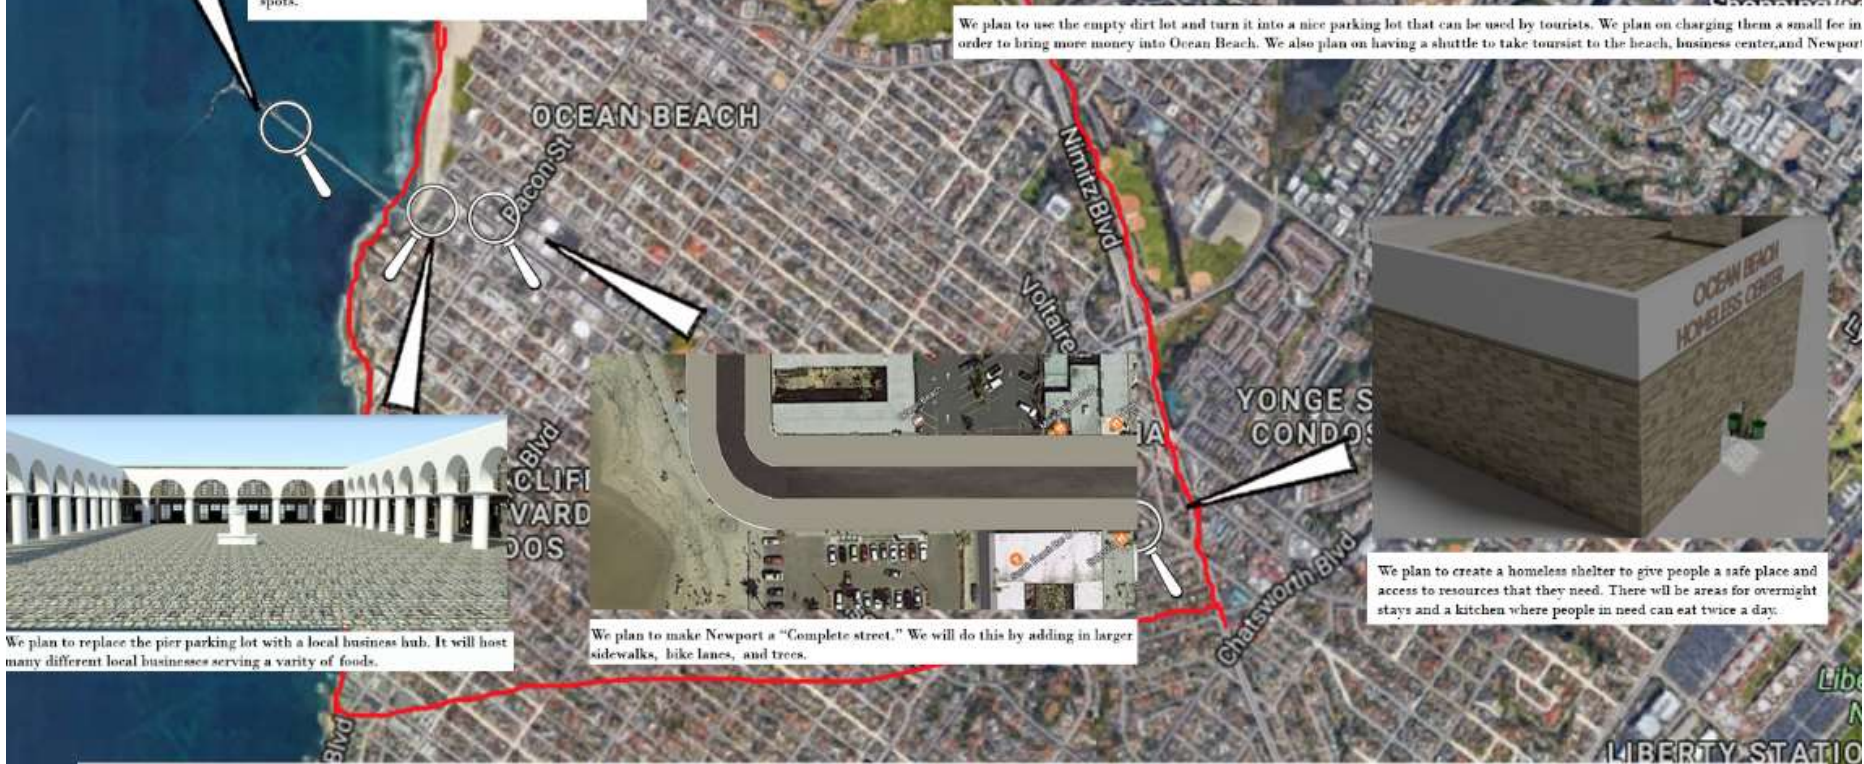 spots.
We plan to use the empty dirt lot and turn it into a nice parking lot that can be used by tourists. We plan on charging them a small fee in
order to bring more money into Ocean Beach. We also plan on having a shuttle to take toursist to the beach, business center,and Newport
OCEAN BEACH
Pacon St
Nimitz Blvd
Voltaire
OCEAN BEACH
HOMELESS CENTER
YONGE S
CONDOS
IA
Blvd
CLIFF
VARD
DOS
Chatsworth Blvd
We plan to create a homeless shelter to give people a safe place and
access to resources that they need. There will be areas for overnight
stays and a kitchen where people in need can eat twice a day.
We plan to replace the pier parking lot with a local business hub. It will host
many different local businesses serving a varity of foods.
We plan to make Newport a “Complete street.” We will do this by adding in larger
sidewalks, bike lanes, and trees.
Libe
N
Blvd
LIBERTY STATIO